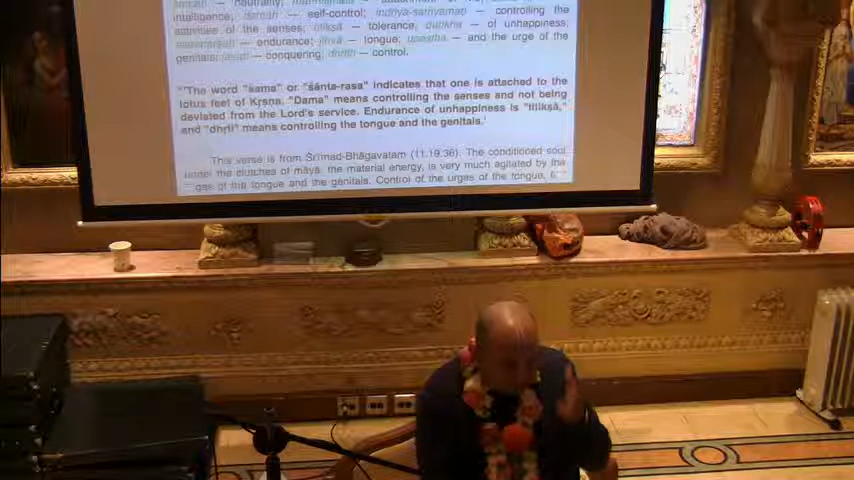 — neutrality;
intelligence; damaḥ — self-control; indriya-saṁyamaḥ — controlling the
activities of the senses; titikṣā — tolerance; duḥkha — of unhappiness;
— endurance; jihvā — tongue; upastha — and the urge of the
genitals; jayaḥ — conquering; dhṛtiḥ — control.
"'The word "śama" or "śānta-rasa" indicates that one is attached to the
lotus feet of Kṛṣṇa. "Dama" means controlling the senses and not being
deviated from the Lord's service. Endurance of unhappiness is "titikṣā,"
and "dhṛti" means controlling the tongue and the genitals.'
This verse is from Śrīmad-Bhāgavatam (11.19.36). The conditioned soul
under the clutches of māyā, the material energy, is very much agitated by the
urges of the tongue and the genitals. Control of the urges of the tongue,